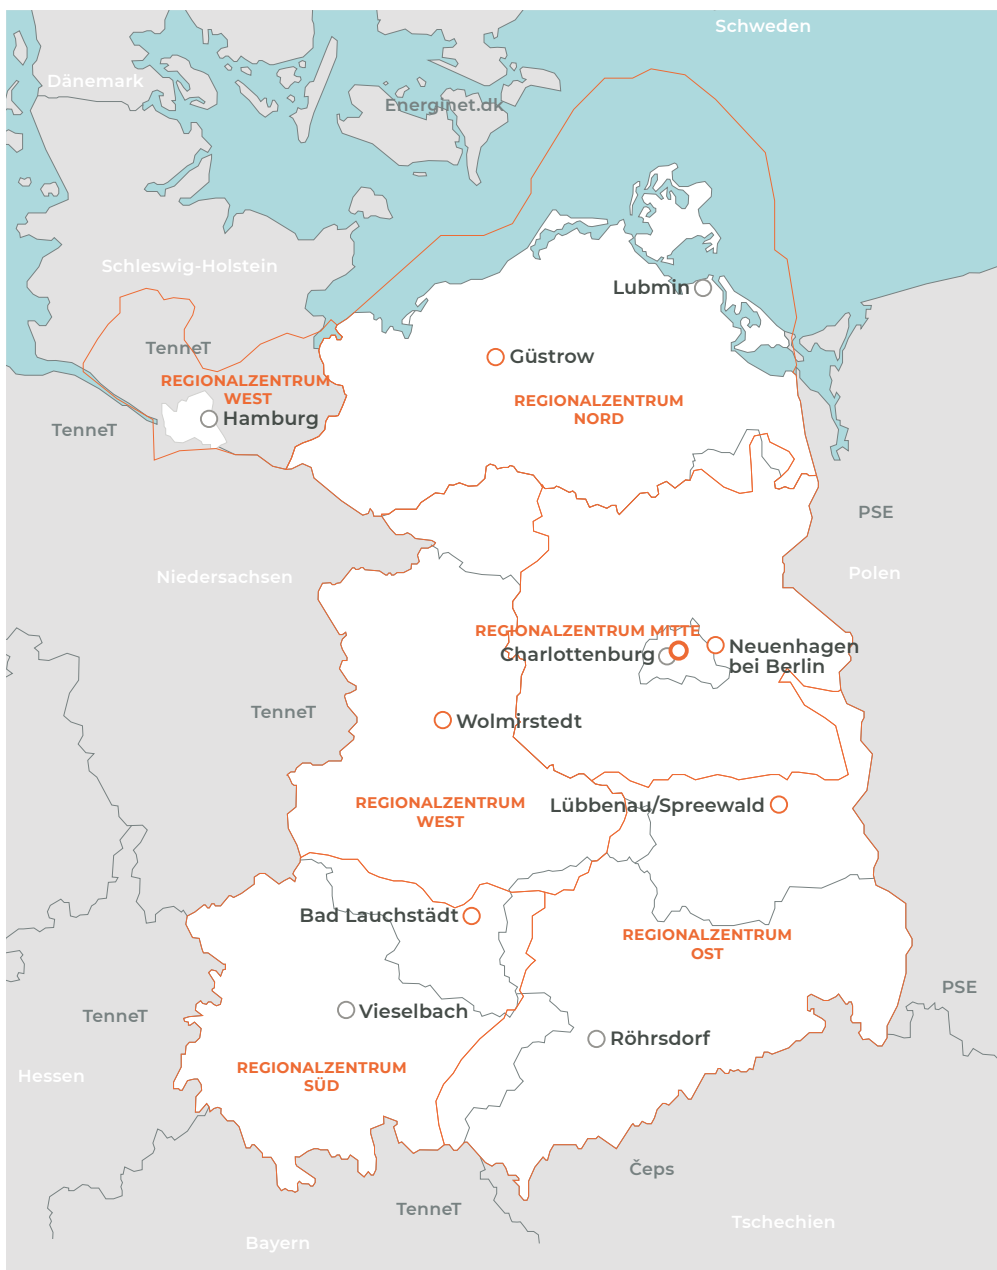 Schweden
Dänemark
Energinet.dk
Schleswig-Holstein
Lubmin
TenneT
Güstrow
REGIONALZENTRUM
WEST
REGIONALZENTRUM
NORD
Hamburg
TenneT
PSE
Niedersachsen
Polen
REGIONALZENTRUM MITTE
Charlottenburg
Neuenhagen
bei Berlin
TenneT
Wolmirstedt
REGIONALZENTRUM
WEST
Lübbenau/Spreewald
Bad Lauchstädt
REGIONALZENTRUM
OST
PSE
TenneT
Vieselbach
Röhrsdorf
Hessen
REGIONALZENTRUM
SÜD
Čeps
TenneT
Tschechien
Bayern